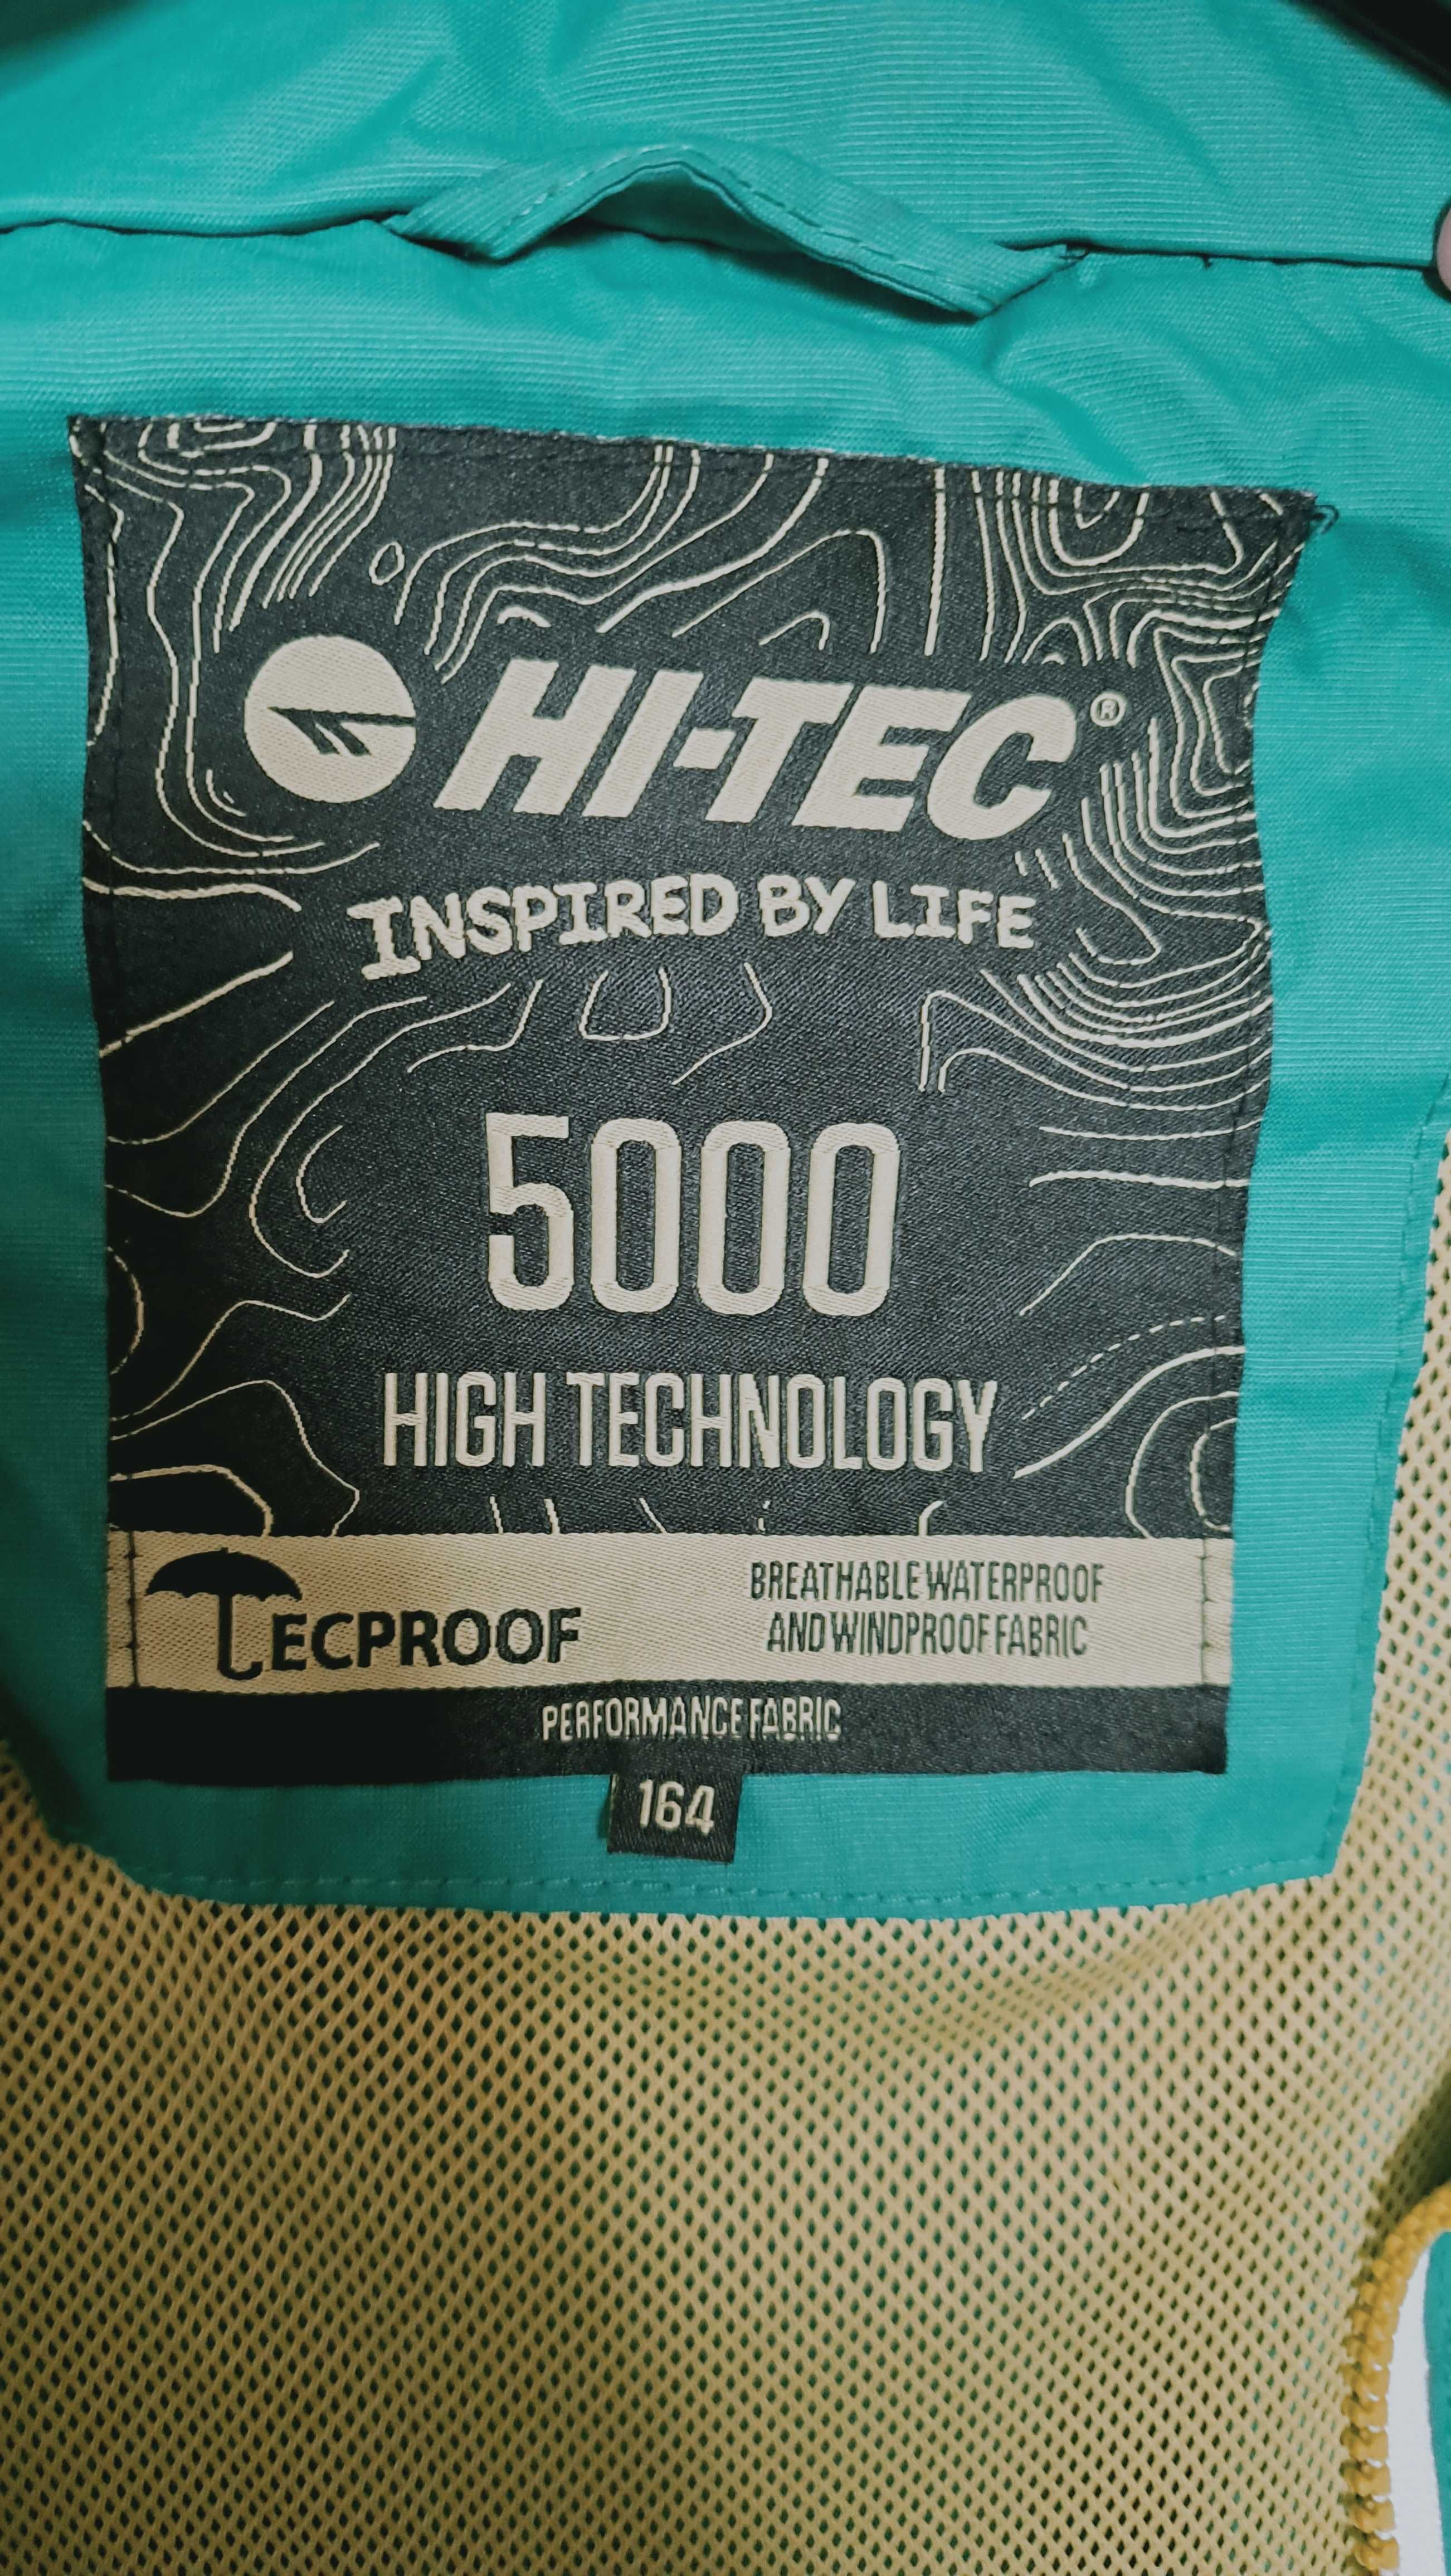 HI-TEC®
INSPIRED BY LIFE
5000
HIGH TECHNOLOGY
TECPROOF
BREATHABLE WATERPROOF
AND WINDPROOF FABRIC
PERFORMANCE FABRIC
164